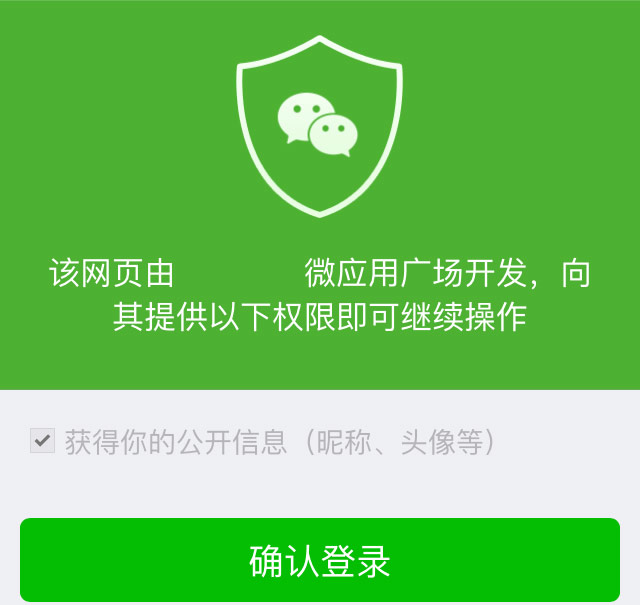 该网页由 微应用广场开发，向
其提供以下权限即可继续操作
获得你的公开信息（昵称、头像等）
确认登录